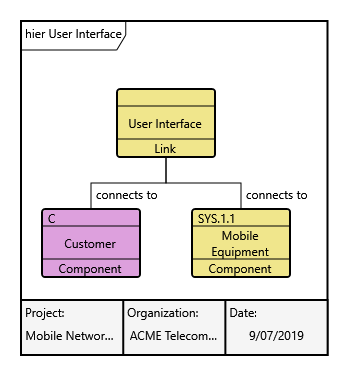 hier User Interface
User Interface
Link
connects to
connects to
C
Customer
Component
SYS.1.1
Mobile
Equipment
Component
Project:
Mobile Networ...
Organization:
ACME Telecom...
Date:
9/07/2019